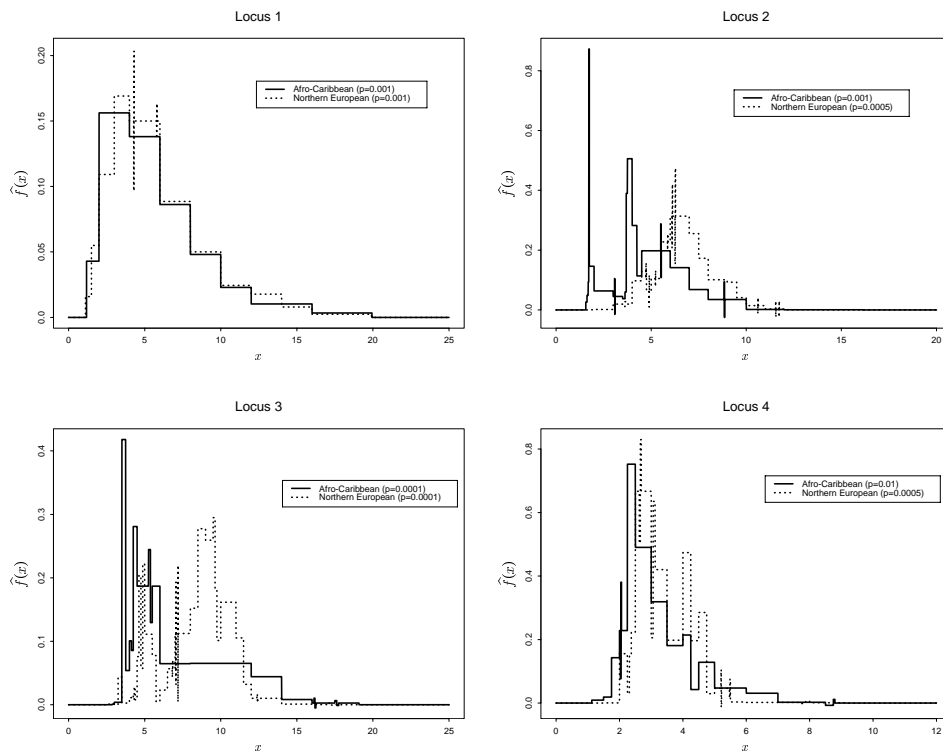 Locus 1
Afro-Caribbean (p=0.001)
Northern European (p=0.001)
0.20
0.15
0.10
0.05
0.0
f̂(x)
0 5 10 15 20 25
x
Locus 2
Afro-Caribbean (p=0.001)
Northern European (p=0.0005)
0.8
0.6
0.4
0.2
0.0
f̂(x)
0 5 10 15 20
x
Locus 3
Afro-Caribbean (p=0.0001)
Northern European (p=0.0001)
0.4
0.3
0.2
0.1
0.0
f̂(x)
0 5 10 15 20 25
x
Locus 4
Afro-Caribbean (p=0.01)
Northern European (p=0.0005)
0.8
0.6
0.4
0.2
0.0
f̂(x)
0 2 4 6 8 10 12
x